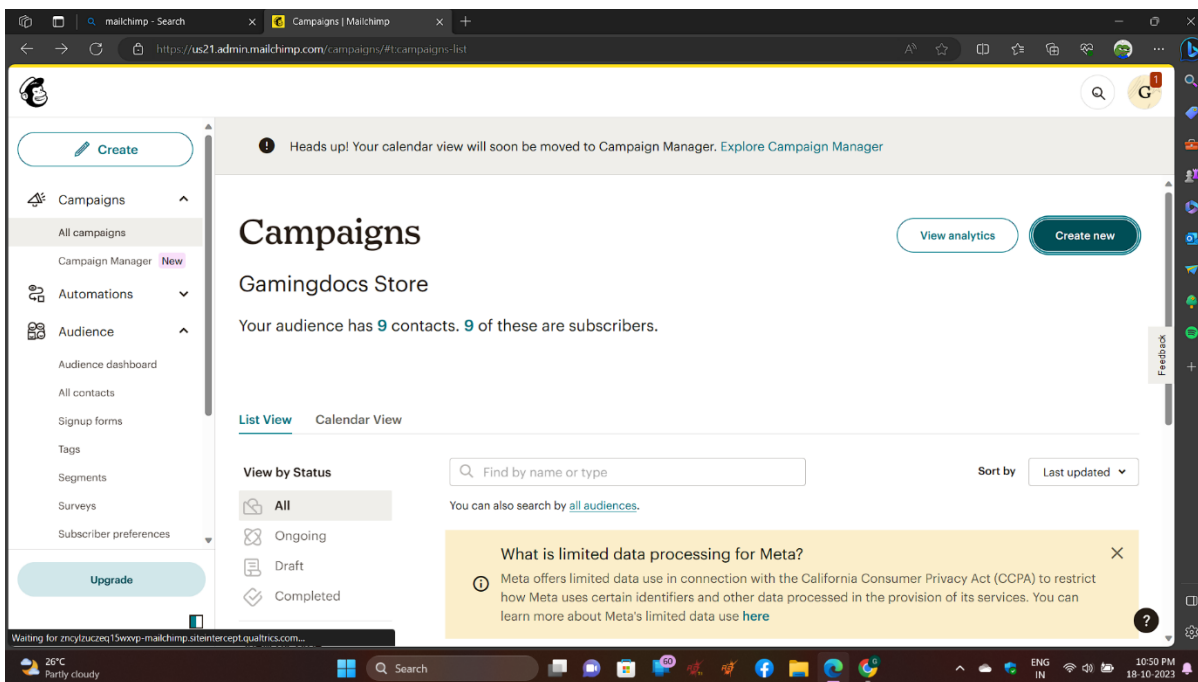 mailchimp - Search
Campaigns | Mailchimp
https://us21.admin.mailchimp.com/campaigns/#t:campaigns-list
G
1
Create
Heads up! Your calendar view will soon be moved to Campaign Manager. Explore Campaign Manager
Campaigns
All campaigns
Campaign Manager New
Automations
Audience
Audience dashboard
All contacts
Signup forms
Tags
Segments
Surveys
Subscriber preferences
Upgrade
Campaigns
View analytics
Create new
Gamingdocs Store
Your audience has 9 contacts. 9 of these are subscribers.
Feedback
List View Calendar View
View by Status
All
Ongoing
Draft
Completed
Find by name or type
Sort by Last updated
You can also search by all audiences.
What is limited data processing for Meta?
Meta offers limited data use in connection with the California Consumer Privacy Act (CCPA) to restrict
how Meta uses certain identifiers and other data processed in the provision of its services. You can
learn more about Meta's limited data use here
?
Waiting for zncylzuczeq15wxvp-mailchimp.siteintercept.qualtrics.com...
26°C
Partly cloudy
Search
60
ENG
IN
10:50 PM
18-10-2023